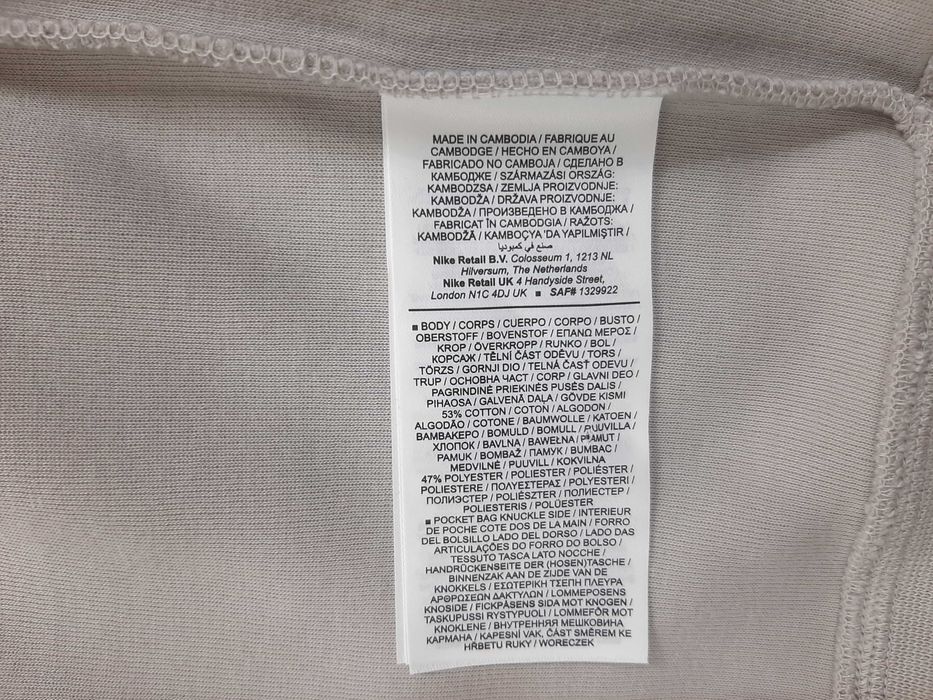 MADE IN CAMBODIA / FABRIQUE AU
CAMBODGE / HECHO EN CAMBOYA /
FABRICADO NO CAMBOJA / СДЕЛАНО В
КАМБОДЖЕ / SZÁRMAZÁSI ORSZÁG:
KAMBODZSA / ZEMLJA PROIZVODNJE:
KAMBODŽA / DRŽAVA PROIZVODNJE:
KAMBODŽA / ПРОИЗВЕДЕНО В КАМБОДЖА /
FABRICAT ÎN CAMBODGIA / RAŽOTS:
KAMBODŽĀ / KAMBOÇYA 'DA YAPILMIŞTIR /
صنع في كمبوديا
Nike Retail B.V. Colosseum 1, 1213 NL
Hilversum, The Netherlands
Nike Retail UK 4 Handyside Street,
London N1C 4DJ UK ■ SAF# 1329922
■ BODY / CORPS / CUERPO / CORPO / BUSTO /
OBERSTOFF / BOVENSTOF / ΕΠΑΝΩ ΜΕΡΟΣ /
KROP / ÖVERKROPP / RUNKO / BOL /
КОРСАЖ / TĚLNÍ ČÁST ODĚVU / TORS /
TÖRZS / GORNJI DIO / TELNÁ ČASŤ ODEVU /
TRUP / ОСНОВНА ЧАСТ / CORP / GLAVNI DEO /
PAGRINDINĖ PRIEKINĖS PUSĖS DALIS /
PIHAOSA / GALVENĀ DAĻA / GÖVDE KISMI
53% COTTON / COTON / ALGODON /
ALGODÃO / COTONE / BAUMWOLLE / KATOEN /
ΒΑΜΒΑΚΕΡΟ / BOMULD / BOMULL / PUUVILLA /
ХЛОПОК / BAVLNA / BAWEŁNA / PAMUT /
PAMUK / BOMBAŽ / ПАМУК / BUMBAC /
MEDVILNĖ / PUUVILL / KOKVILNA
47% POLYESTER / POLIESTER / POLIÉSTER /
POLIESTERE / ΠΟΛΥΕΣΤΕΡΑΣ / POLYESTERI /
ПОЛИЭСТЕР / POLIÉSZTER / ПОЛИЕСТЕР /
POLIESTERIS / POLÜESTER
■ POCKET BAG KNUCKLE SIDE / INTERIEUR
DE POCHE COTE DOS DE LA MAIN / FORRO
DEL BOLSILLO LADO DEL DORSO / LADO DAS
ARTICULAÇÕES DO FORRO DO BOLSO /
TESSUTO TASCA LATO NOCCHE /
HANDRÜCKENSEITE DER (HOSEN)TASCHE /
BINNENZAK AAN DE ZIJDE VAN DE
KNOKKELS / ΕΣΩΤΕΡΙΚΗ ΤΣΕΠΗ ΠΛΕΥΡΑ
ΑΡΘΡΩΣΕΩΝ ΔΑΚΤΥΛΩΝ / LOMMEPOSENS
KNOSIDE / FICKPÅSENS SIDA MOT KNOGEN /
TASKUPUSSI RYSTYPUOLI / LOMMEFÔR MOT
KNOKLENE / ВНУТРЕННЯЯ МЕШКОВИНА
КАРМАНА / KAPESNÍ VAK, ČÁST SMĚREM KE
HŘBETU RUKY / WORECZEK